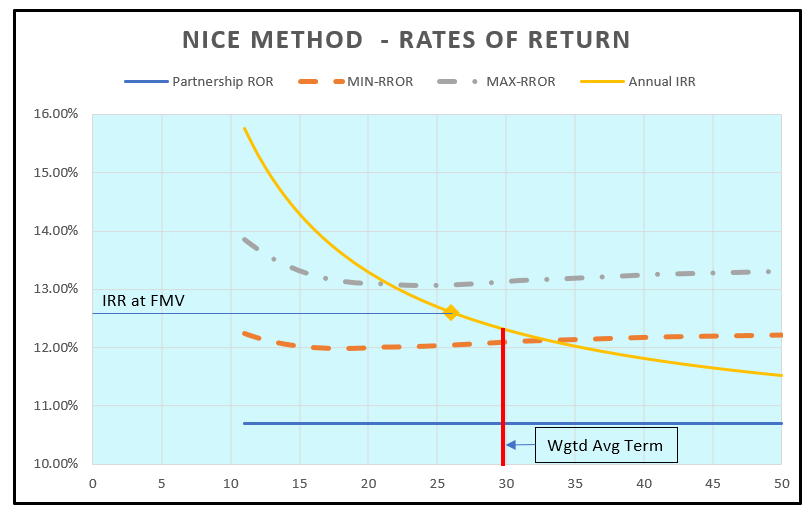 NICE METHOD - RATES OF RETURN
Partnership ROR MIN-RROR MAX-RROR Annual IRR
16.00%
15.00%
14.00%
13.00%
IRR at FMV
12.00%
11.00%
Wgtd Avg Term
10.00%
0 5 10 15 20 25 30 35 40 45 50